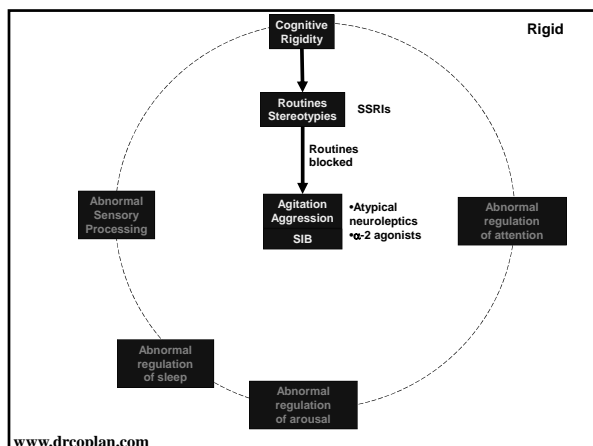 Rigid
Cognitive
Rigidity
Routines
Stereotypies
SSRIs
Routines
blocked
Abnormal
Sensory
Processing
Agitation
Aggression
SIB
•Atypical
neuroleptics
•α-2 agonists
Abnormal
regulation
of attention
Abnormal
regulation
of sleep
Abnormal
regulation
of arousal
www.drcoplan.com